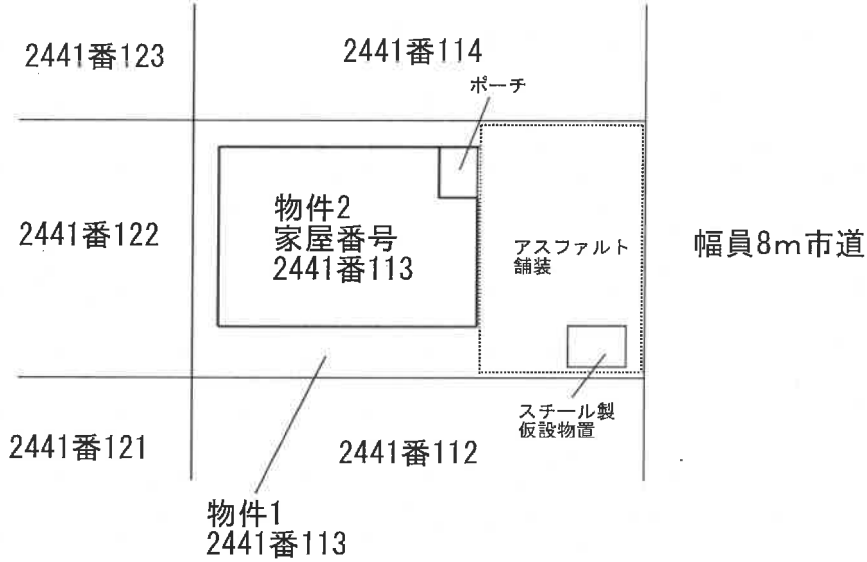 2441番123
2441番114
ポーチ
物件2
家屋番号
2441番113
2441番122
アスファルト
舗装
幅員8m市道
スチール製
仮設物置
2441番121
2441番112
物件1
2441番113